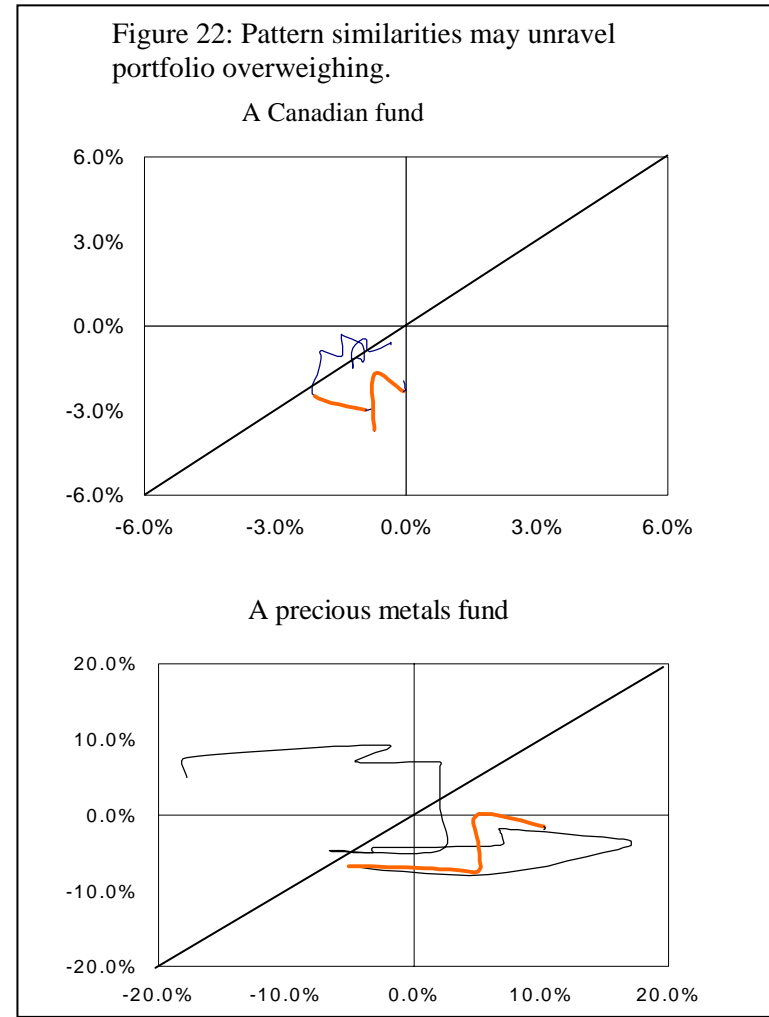 Figure 22: Pattern similarities may unravel
portfolio overweighing.
A Canadian fund
6.0%
3.0%
0.0%
-3.0%
-6.0%
-6.0% -3.0% 0.0% 3.0% 6.0%
A precious metals fund
20.0%
10.0%
0.0%
-10.0%
-20.0%
-20.0% -10.0% 0.0% 10.0% 20.0%